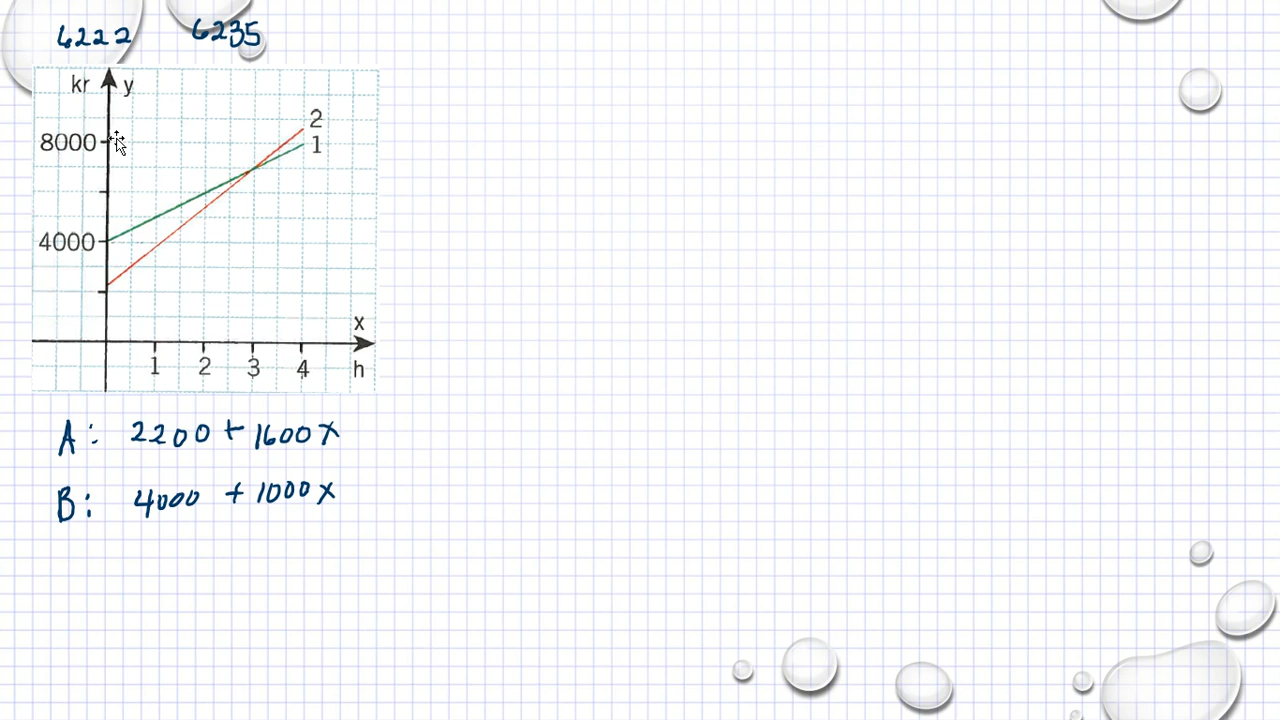 6222 6235
kr y
2
8000 1
4000
x
1 2 3 4 h
A: 2200 + 1600x
B: 4000 + 1000x